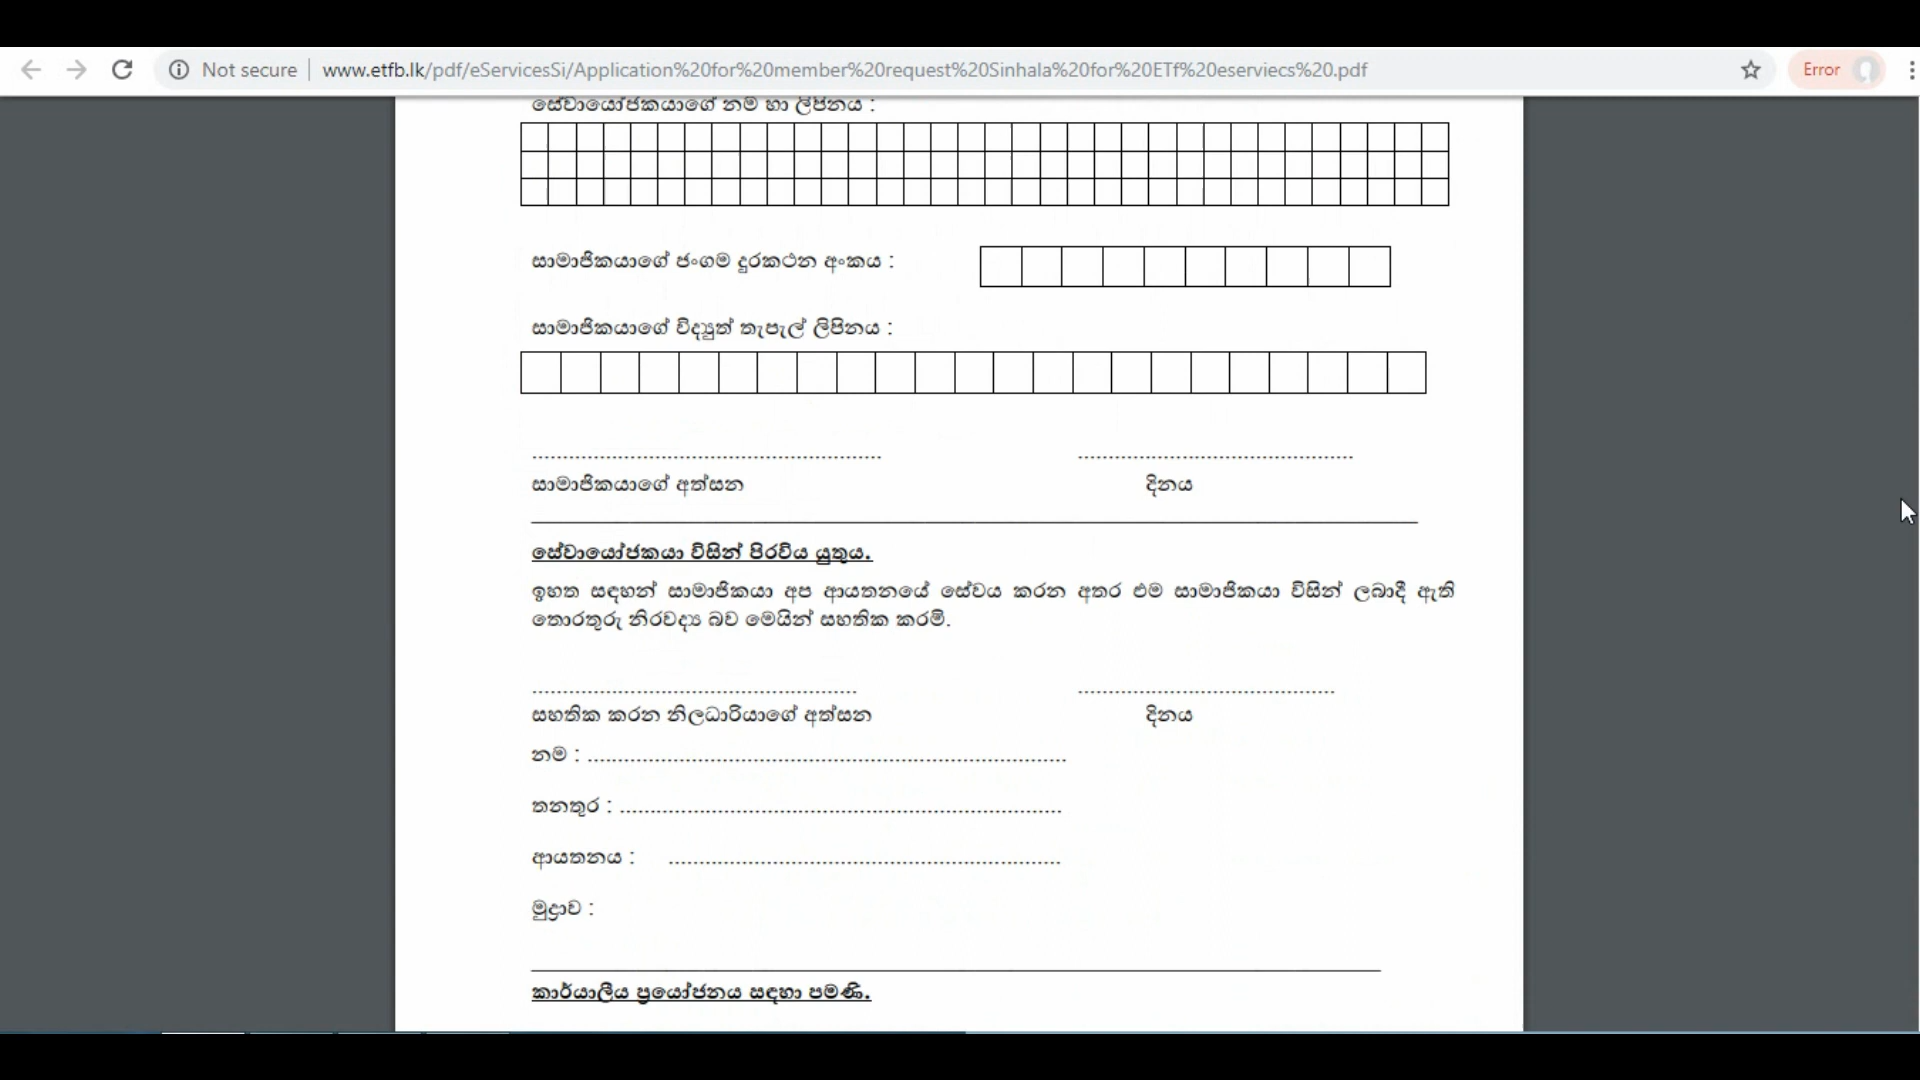 Not secure | www.etfb.lk/pdf/eServicesSi/Application%20for%20member%20request%20Sinhala%20for%20ETf%20eserviecs%20.pdf Error
සේවායෝජකයාගේ නම හා ලිපිනය :
සාමාජිකයාගේ ජංගම දුරකථන අංකය :
සාමාජිකයාගේ විද්‍යුත් තැපැල් ලිපිනය :
සාමාජිකයාගේ අත්සන දිනය
සේවායෝජකයා විසින් පිරවිය යුතුය.
ඉහත සඳහන් සාමාජිකයා අප ආයතනයේ සේවය කරන අතර එම සාමාජිකයා විසින් ලබාදී ඇති
තොරතුරු නිරවද්‍ය බව මෙයින් සහතික කරමි.
සහතික කරන නිලධාරියාගේ අත්සන දිනය
නම :
තනතුර :
ආයතනය :
මුද්‍රාව :
කාර්යාලීය ප්‍රයෝජනය සඳහා පමණි.